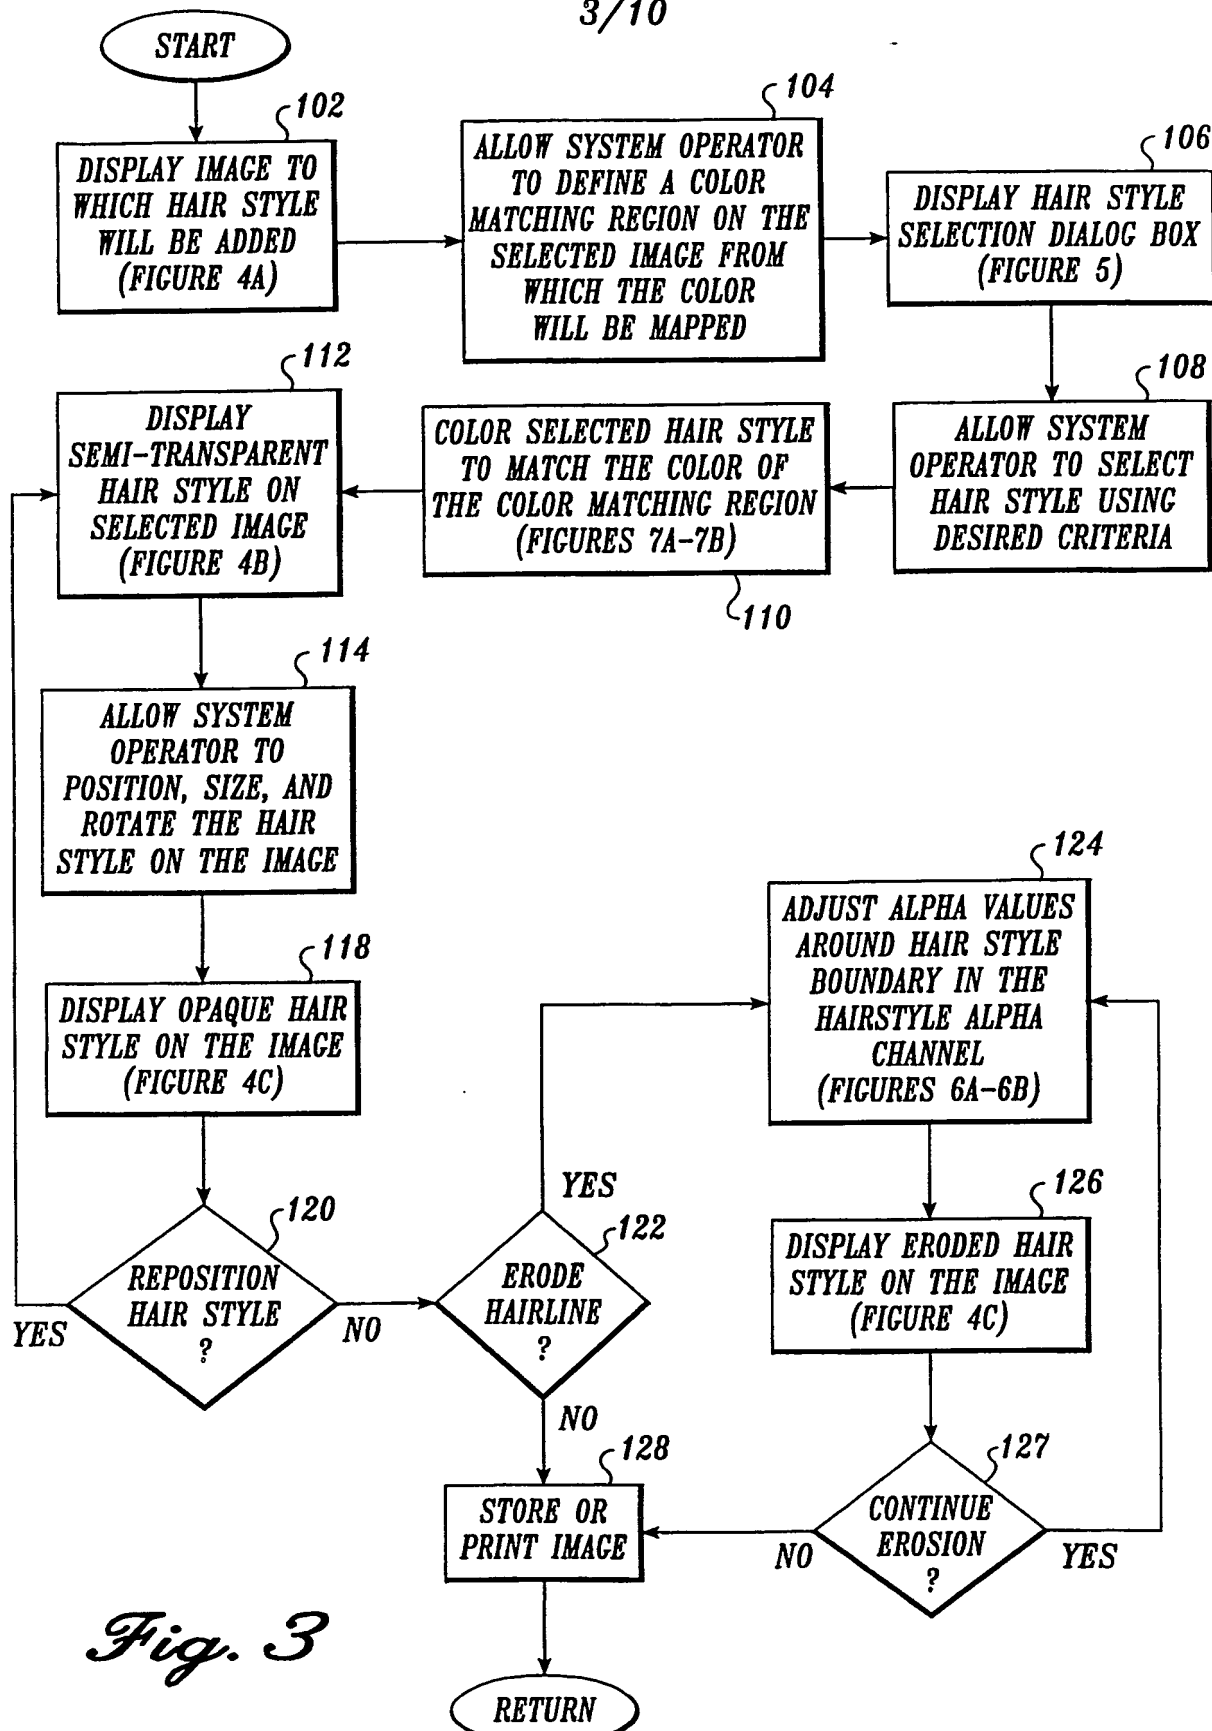 3/10
START
102
DISPLAY IMAGE TO
WHICH HAIR STYLE
WILL BE ADDED
(FIGURE 4A)
104
ALLOW SYSTEM OPERATOR
TO DEFINE A COLOR
MATCHING REGION ON THE
SELECTED IMAGE FROM
WHICH THE COLOR
WILL BE MAPPED
106
DISPLAY HAIR STYLE
SELECTION DIALOG BOX
(FIGURE 5)
108
ALLOW SYSTEM
OPERATOR TO SELECT
HAIR STYLE USING
DESIRED CRITERIA
COLOR SELECTED HAIR STYLE
TO MATCH THE COLOR OF
THE COLOR MATCHING REGION
(FIGURES 7A-7B)
110
112
DISPLAY
SEMI-TRANSPARENT
HAIR STYLE ON
SELECTED IMAGE
(FIGURE 4B)
114
ALLOW SYSTEM
OPERATOR TO
POSITION, SIZE, AND
ROTATE THE HAIR
STYLE ON THE IMAGE
118
DISPLAY OPAQUE HAIR
STYLE ON THE IMAGE
(FIGURE 4C)
120
REPOSITION
HAIR STYLE
?
YES
NO
122
ERODE
HAIRLINE
?
YES
NO
124
ADJUST ALPHA VALUES
AROUND HAIR STYLE
BOUNDARY IN THE
HAIRSTYLE ALPHA
CHANNEL
(FIGURES 6A-6B)
126
DISPLAY ERODED HAIR
STYLE ON THE IMAGE
(FIGURE 4C)
127
CONTINUE
EROSION
?
NO
YES
128
STORE OR
PRINT IMAGE
RETURN
Fig. 3